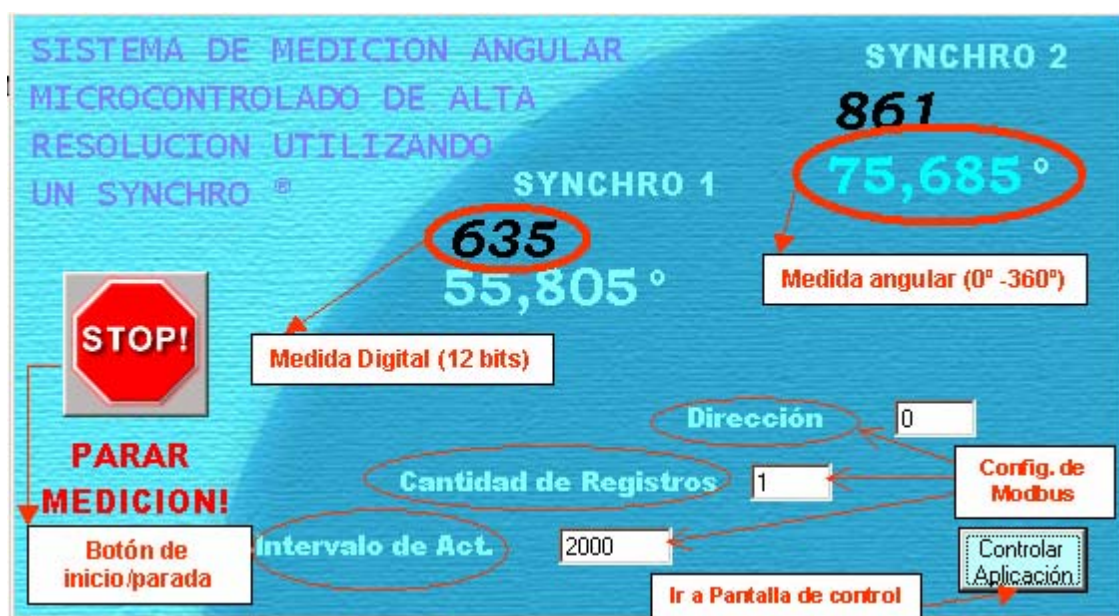 SISTEMA DE MEDICION ANGULAR
MICROCONTROLADO DE ALTA
RESOLUCION UTILIZANDO
UN SYNCHRO ®
SYNCHRO 2
861
75,685 º
Medida angular (0º -360º)
SYNCHRO 1
635
55,805 º
Medida Digital (12 bits)
STOP!
PARAR
MEDICION!
Botón de
inicio/parada
Dirección
0
Cantidad de Registros
1
Intervalo de Act.
2000
Config. de
Modbus
Controlar
Aplicación
Ir a Pantalla de control